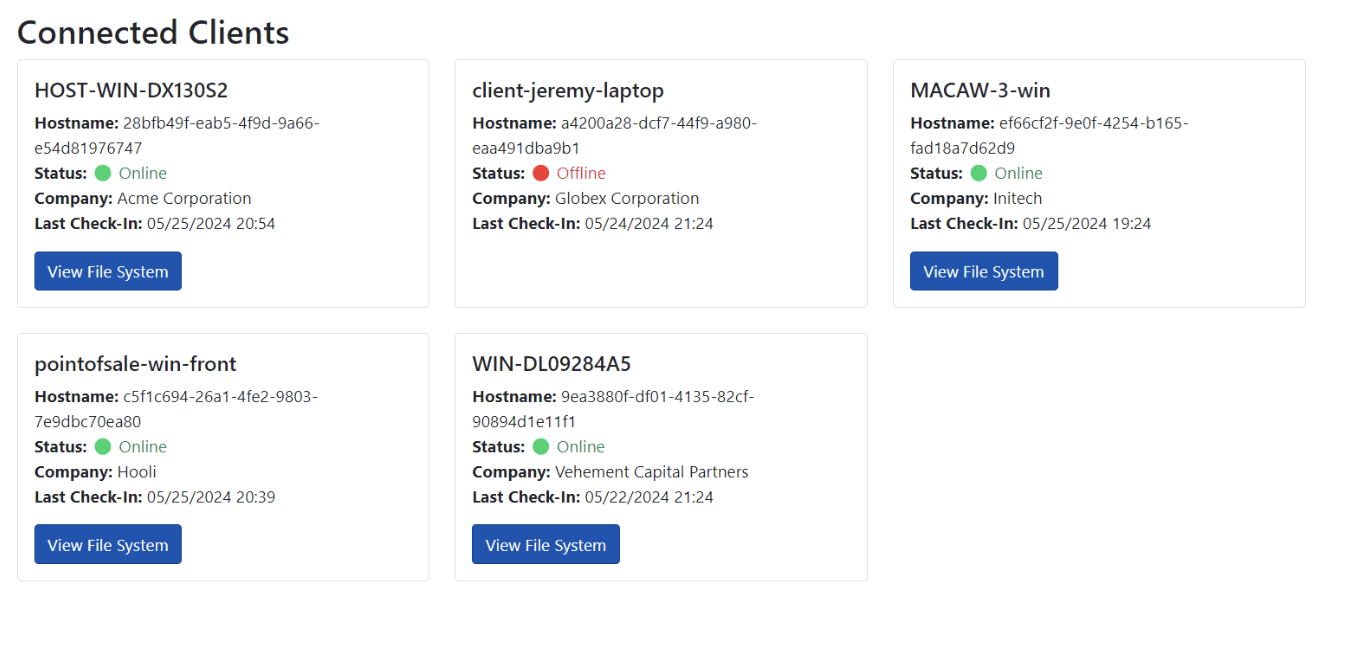 Connected Clients
HOST-WIN-DX130S2
Hostname: 28bfb49f-eab5-4f9d-9a66-
e54d81976747
Status: Online
Company: Acme Corporation
Last Check-In: 05/25/2024 20:54
View File System
client-jeremy-laptop
Hostname: a4200a28-dcf7-44f9-a980-
eaa491dba9b1
Status: Offline
Company: Globex Corporation
Last Check-In: 05/24/2024 21:24
MACAW-3-win
Hostname: ef66cf2f-9e0f-4254-b165-
fad18a7d62d9
Status: Online
Company: Initech
Last Check-In: 05/25/2024 19:24
View File System
pointofsale-win-front
Hostname: c5f1c694-26a1-4fe2-9803-
7e9dbc70ea80
Status: Online
Company: Hooli
Last Check-In: 05/25/2024 20:39
View File System
WIN-DL09284A5
Hostname: 9ea3880f-df01-4135-82cf-
90894d1e11f1
Status: Online
Company: Vehement Capital Partners
Last Check-In: 05/22/2024 21:24
View File System